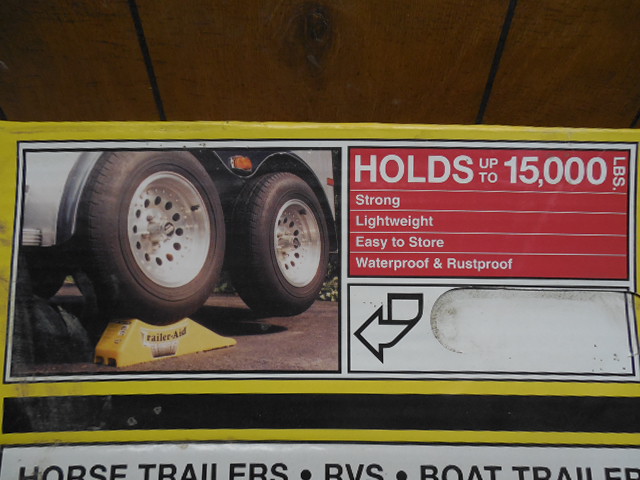 HOLDS UP TO 15,000 LBS.
Strong
Lightweight
Easy to Store
Waterproof & Rustproof
railer-Aid
HORSE TRAILERS • RVS • BOAT TRAILER